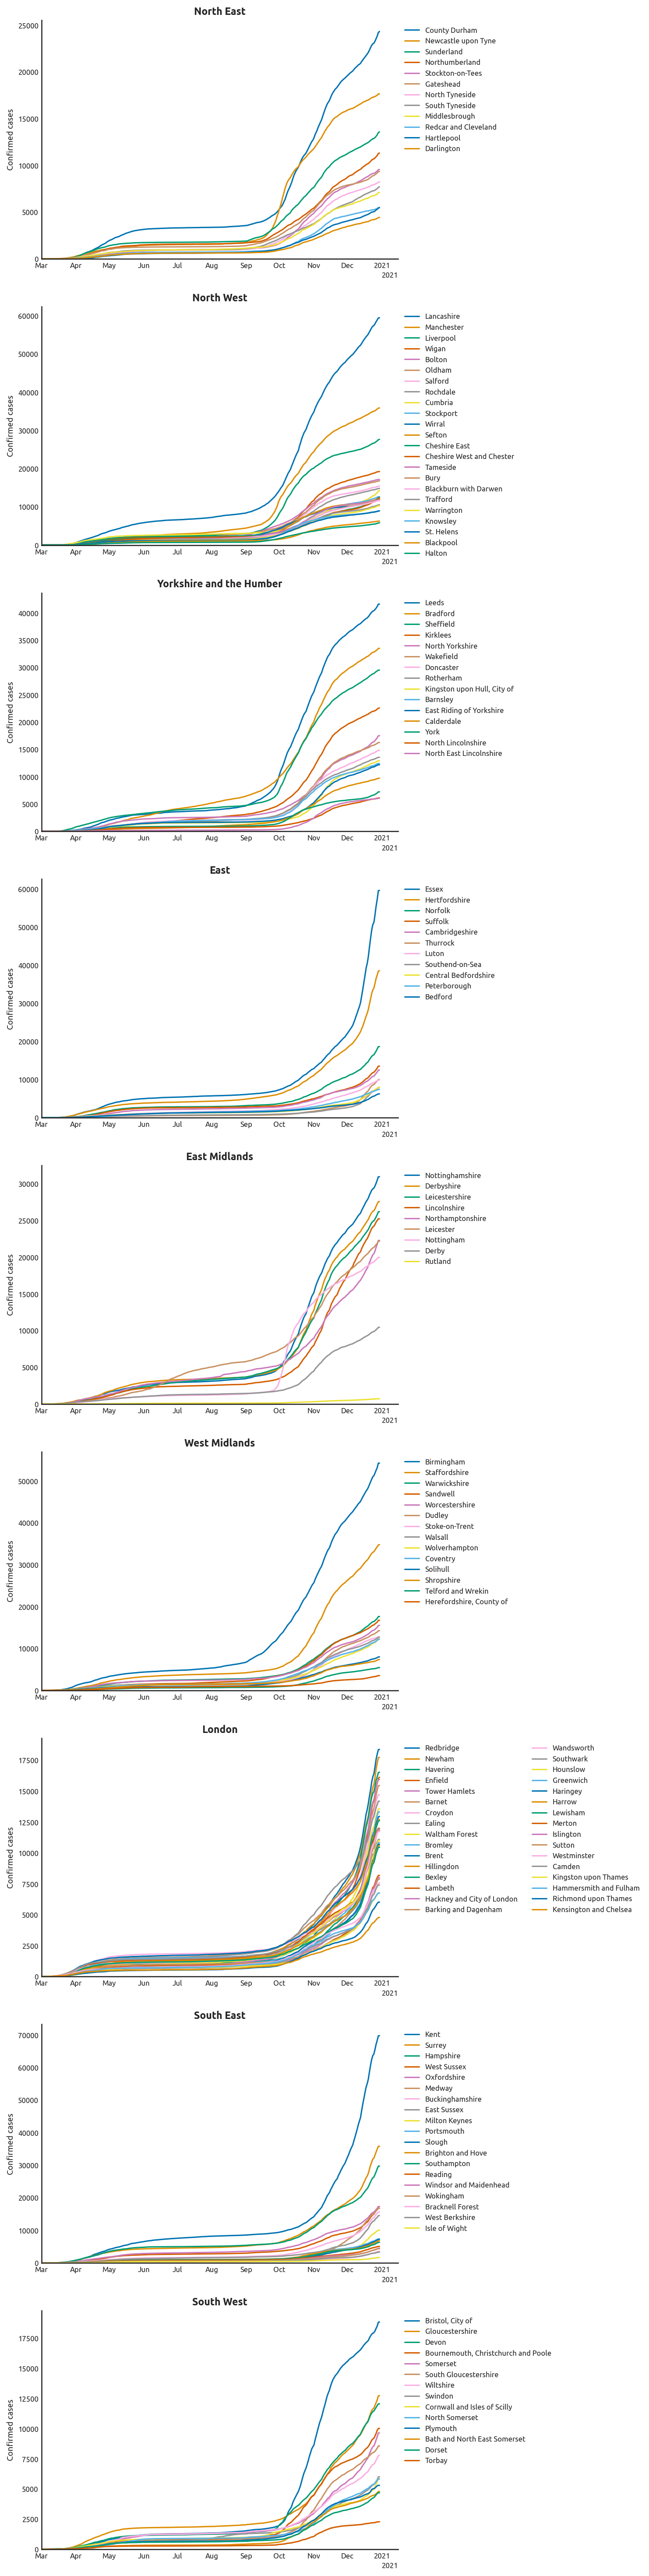 North East
Confirmed cases
25000
20000
15000
10000
5000
0
Mar Apr May Jun Jul Aug Sep Oct Nov Dec 2021
2021
County Durham
Newcastle upon Tyne
Sunderland
Northumberland
Stockton-on-Tees
Gateshead
North Tyneside
South Tyneside
Middlesbrough
Redcar and Cleveland
Hartlepool
Darlington
North West
Confirmed cases
60000
50000
40000
30000
20000
10000
0
Mar Apr May Jun Jul Aug Sep Oct Nov Dec 2021
2021
Lancashire
Manchester
Liverpool
Wigan
Bolton
Oldham
Salford
Rochdale
Cumbria
Stockport
Wirral
Sefton
Cheshire East
Cheshire West and Chester
Tameside
Bury
Blackburn with Darwen
Trafford
Warrington
Knowsley
St. Helens
Blackpool
Halton
Yorkshire and the Humber
Confirmed cases
40000
35000
30000
25000
20000
15000
10000
5000
0
Mar Apr May Jun Jul Aug Sep Oct Nov Dec 2021
2021
Leeds
Bradford
Sheffield
Kirklees
North Yorkshire
Wakefield
Doncaster
Rotherham
Kingston upon Hull, City of
Barnsley
East Riding of Yorkshire
Calderdale
York
North Lincolnshire
North East Lincolnshire
East
Confirmed cases
60000
50000
40000
30000
20000
10000
0
Mar Apr May Jun Jul Aug Sep Oct Nov Dec 2021
2021
Essex
Hertfordshire
Norfolk
Suffolk
Cambridgeshire
Thurrock
Luton
Southend-on-Sea
Central Bedfordshire
Peterborough
Bedford
East Midlands
Confirmed cases
30000
25000
20000
15000
10000
5000
0
Mar Apr May Jun Jul Aug Sep Oct Nov Dec 2021
2021
Nottinghamshire
Derbyshire
Leicestershire
Lincolnshire
Northamptonshire
Leicester
Nottingham
Derby
Rutland
West Midlands
Confirmed cases
50000
40000
30000
20000
10000
0
Mar Apr May Jun Jul Aug Sep Oct Nov Dec 2021
2021
Birmingham
Staffordshire
Warwickshire
Sandwell
Worcestershire
Dudley
Stoke-on-Trent
Walsall
Wolverhampton
Coventry
Solihull
Shropshire
Telford and Wrekin
Herefordshire, County of
London
Confirmed cases
17500
15000
12500
10000
7500
5000
2500
0
Mar Apr May Jun Jul Aug Sep Oct Nov Dec 2021
2021
Redbridge
Newham
Havering
Enfield
Tower Hamlets
Barnet
Croydon
Ealing
Waltham Forest
Bromley
Brent
Hillingdon
Bexley
Lambeth
Hackney and City of London
Barking and Dagenham
Wandsworth
Southwark
Hounslow
Greenwich
Haringey
Harrow
Lewisham
Merton
Islington
Sutton
Westminster
Camden
Kingston upon Thames
Hammersmith and Fulham
Richmond upon Thames
Kensington and Chelsea
South East
Confirmed cases
70000
60000
50000
40000
30000
20000
10000
0
Mar Apr May Jun Jul Aug Sep Oct Nov Dec 2021
2021
Kent
Surrey
Hampshire
West Sussex
Oxfordshire
Medway
Buckinghamshire
East Sussex
Milton Keynes
Portsmouth
Slough
Brighton and Hove
Southampton
Reading
Windsor and Maidenhead
Wokingham
Bracknell Forest
West Berkshire
Isle of Wight
South West
Confirmed cases
17500
15000
12500
10000
7500
5000
2500
0
Mar Apr May Jun Jul Aug Sep Oct Nov Dec 2021
2021
Bristol, City of
Gloucestershire
Devon
Bournemouth, Christchurch and Poole
Somerset
South Gloucestershire
Wiltshire
Swindon
Cornwall and Isles of Scilly
North Somerset
Plymouth
Bath and North East Somerset
Dorset
Torbay